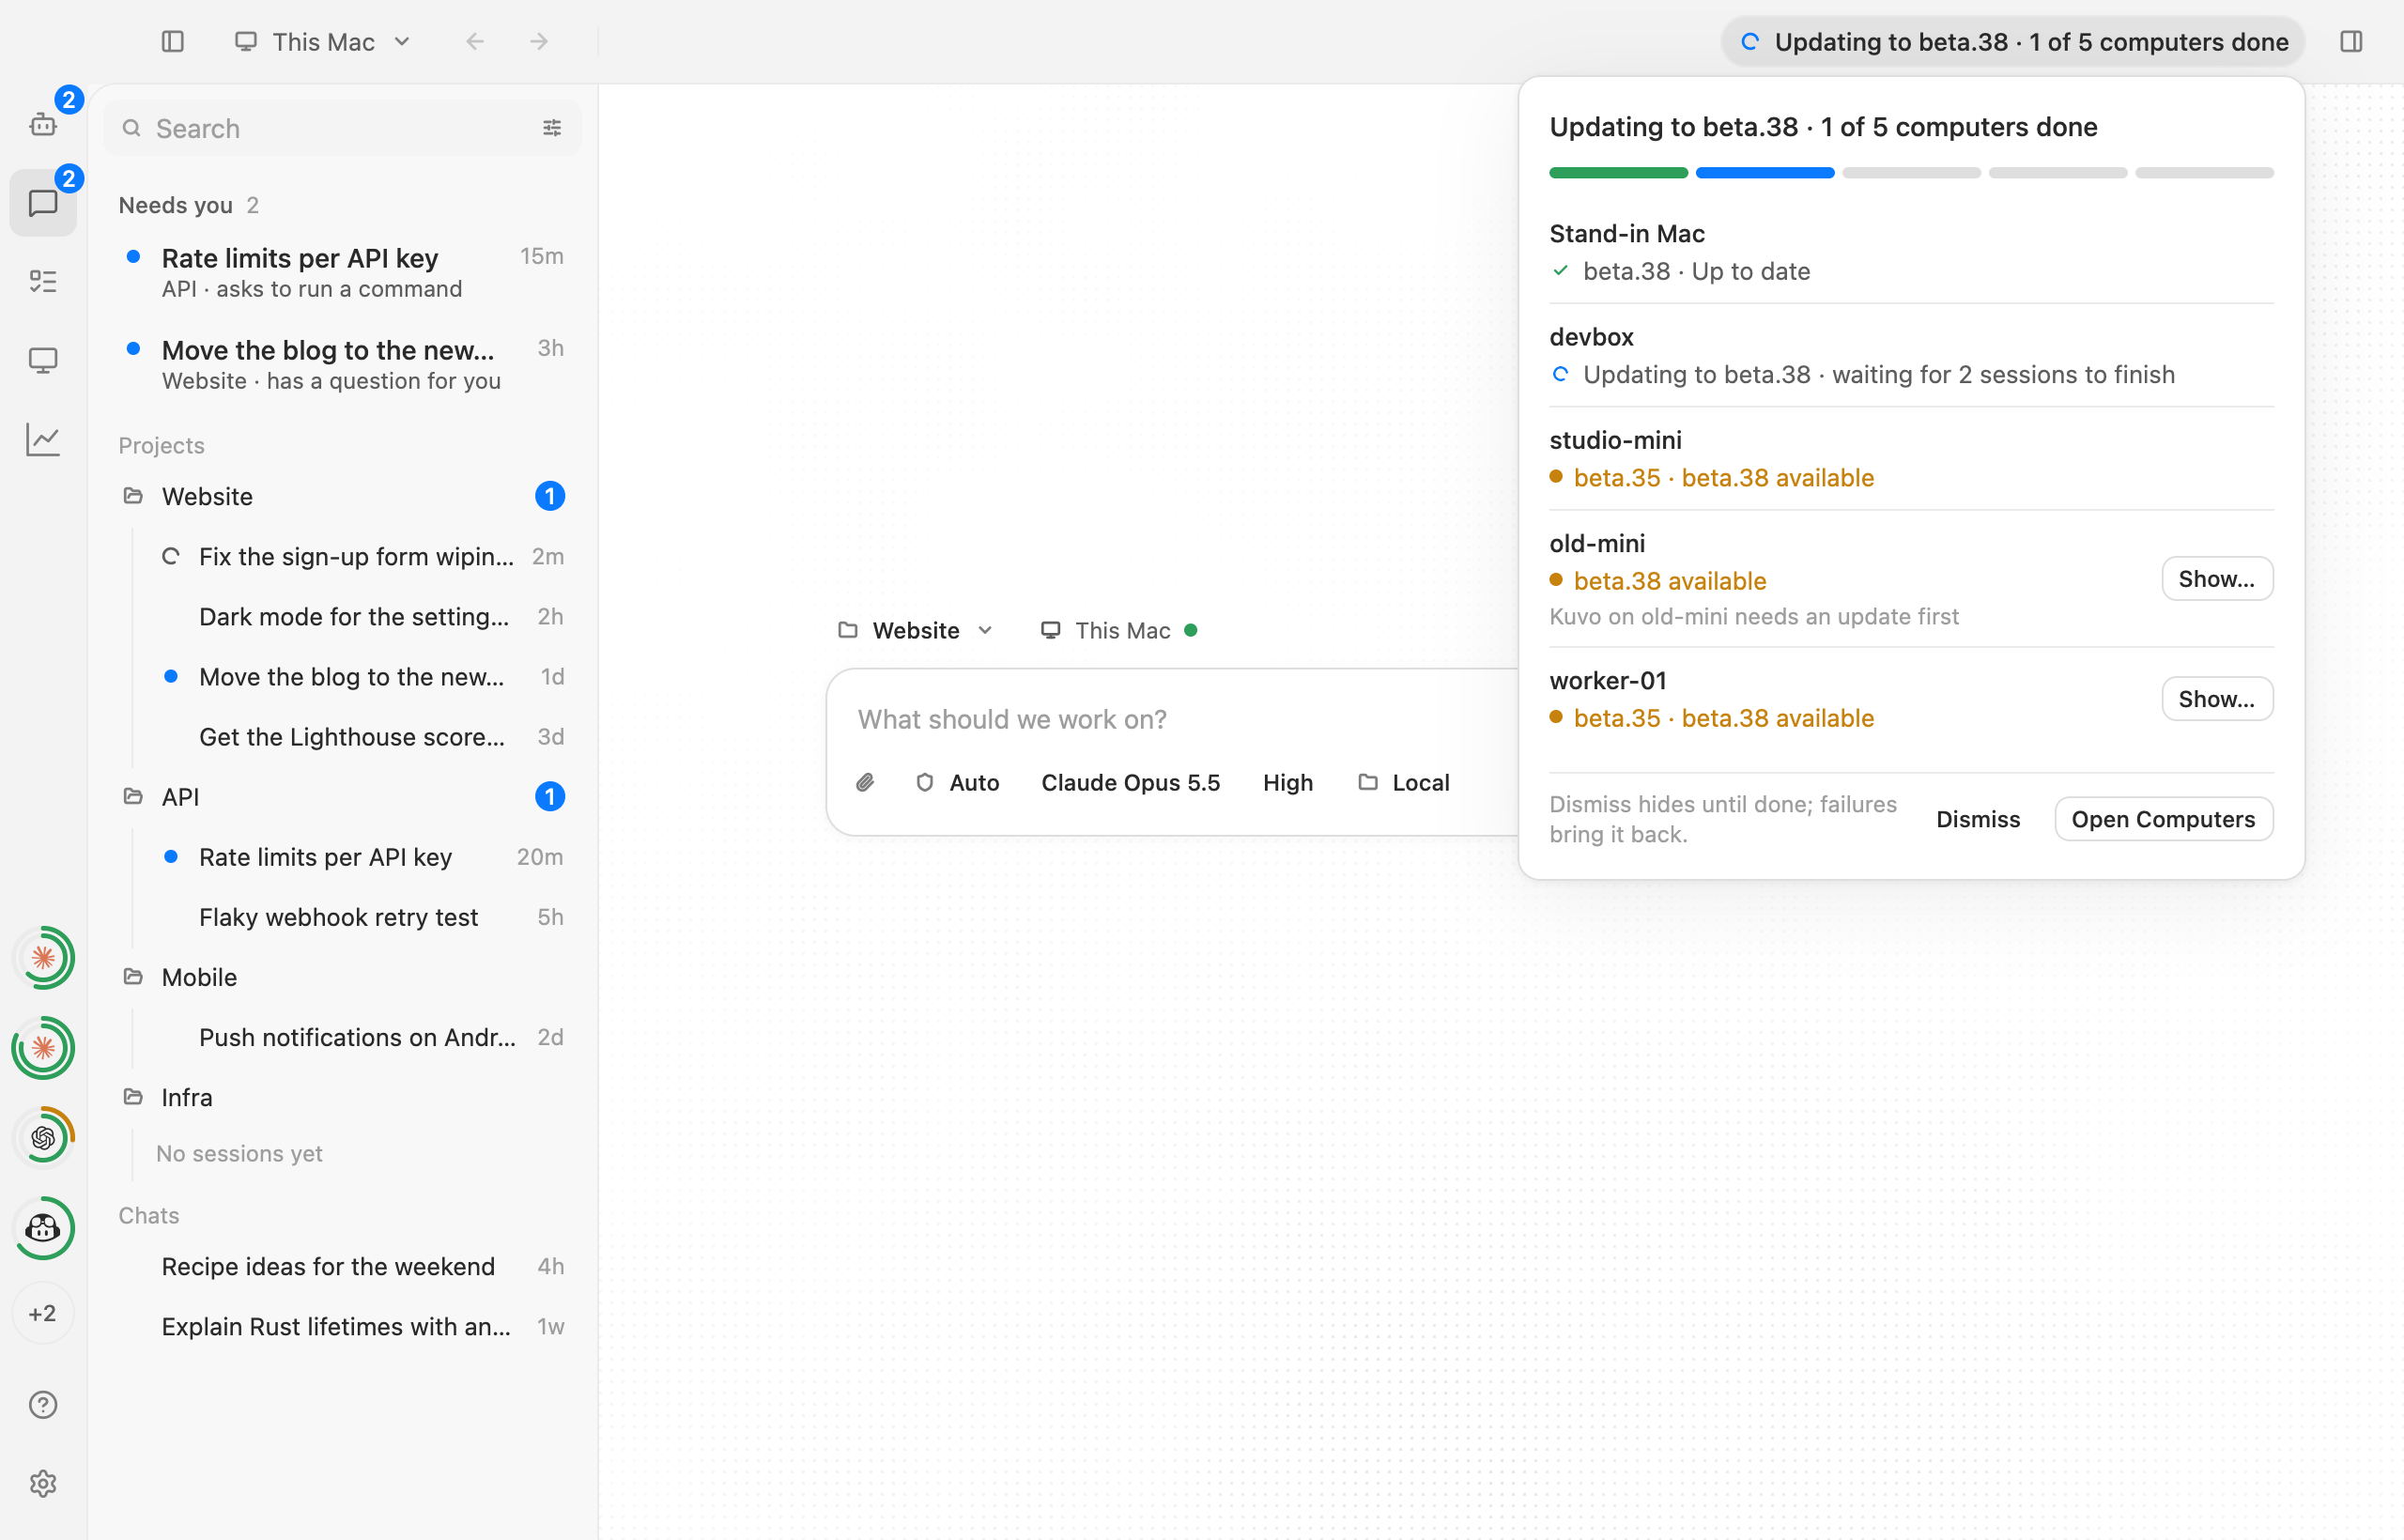 This Mac
Updating to beta.38 · 1 of 5 computers done
2
2
+2
Search
Needs you 2
Rate limits per API key 15m
API · asks to run a command
Move the blog to the new... 3h
Website · has a question for you
Projects
Website 1
Fix the sign-up form wipin... 2m
Dark mode for the setting... 2h
Move the blog to the new... 1d
Get the Lighthouse score... 3d
API 1
Rate limits per API key 20m
Flaky webhook retry test 5h
Mobile
Push notifications on Andr... 2d
Infra
No sessions yet
Chats
Recipe ideas for the weekend 4h
Explain Rust lifetimes with an... 1w
Website This Mac
What should we work on?
Auto Claude Opus 5.5 High Local
Updating to beta.38 · 1 of 5 computers done
Stand-in Mac
beta.38 · Up to date
devbox
Updating to beta.38 · waiting for 2 sessions to finish
studio-mini
beta.35 · beta.38 available
old-mini
beta.38 available
Kuvo on old-mini needs an update first
Show...
worker-01
beta.35 · beta.38 available
Show...
Dismiss hides until done; failures
bring it back.
Dismiss Open Computers